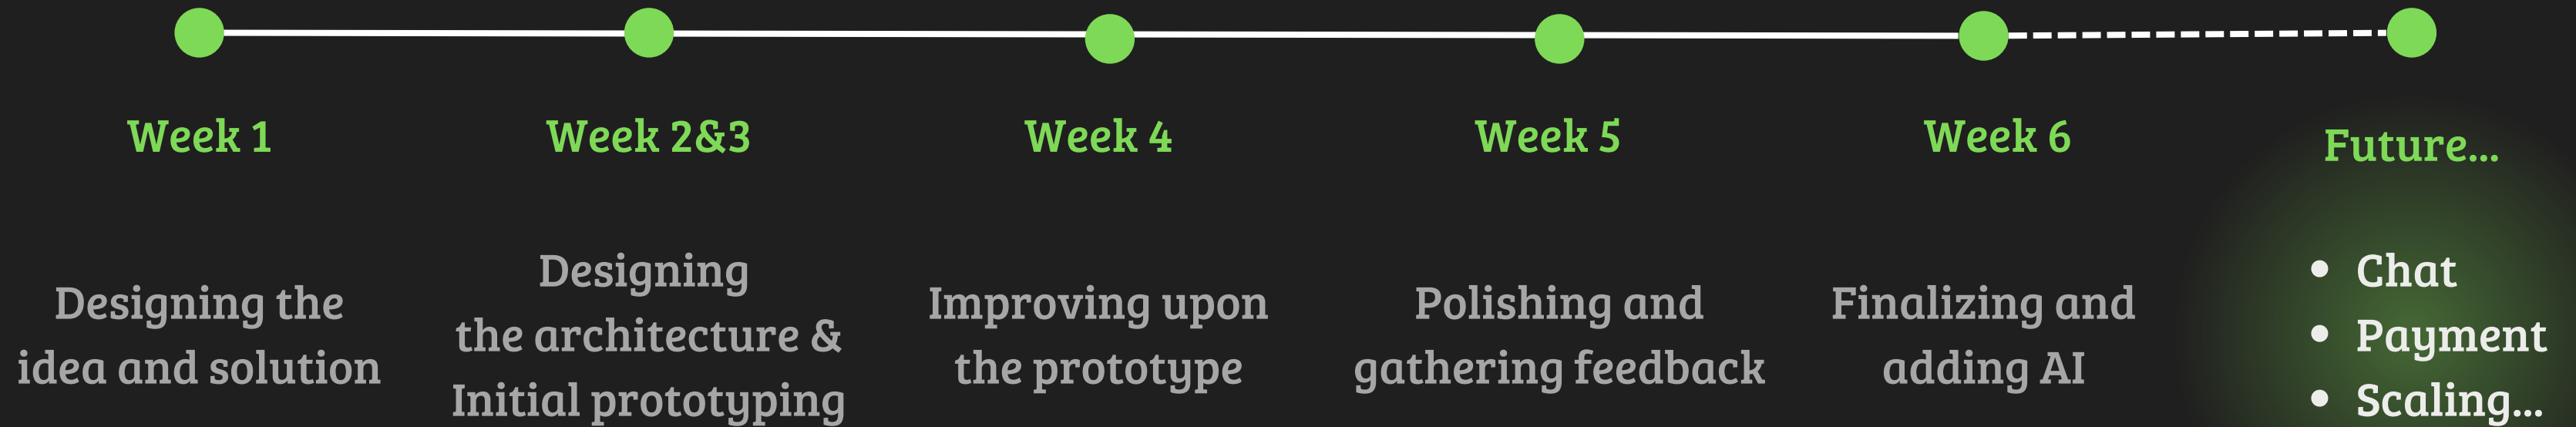 Week 1
Designing the
idea and solution
Week 2&3
Designing
the architecture &
Initial prototyping
Week 4
Improving upon
the prototype
Week 5
Polishing and
gathering feedback
Week 6
Finalizing and
adding AI
Future...
• Chat
• Payment
• Scaling...